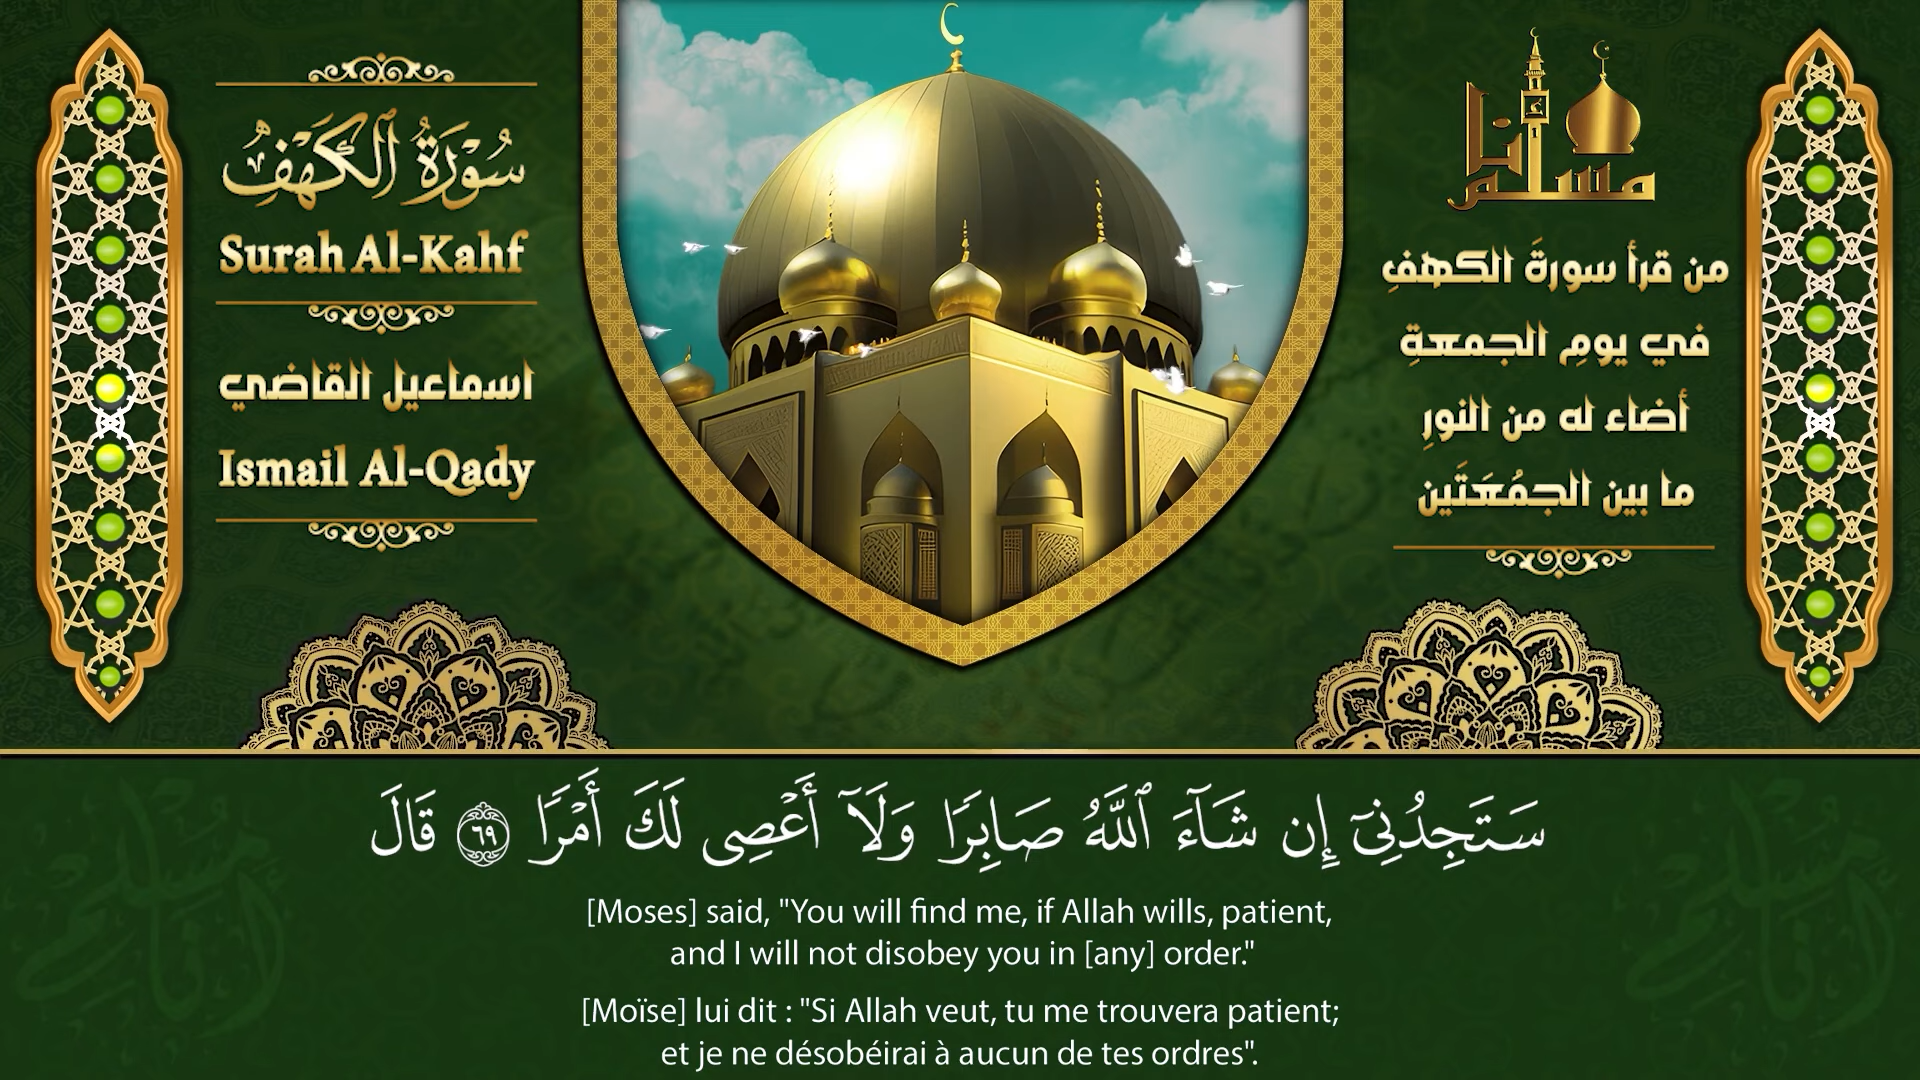 سُورَةُ ٱلْكَهْفِ
Surah Al-Kahf
اسماعيل القاضي
Ismail Al-Qady
أنا
مسلم
من قرأ سورةَ الكهفِ
في يومِ الجمعةِ
أضاء له من النورِ
ما بين الجمُعَتَين
سَتَجِدُنِىٓ إِن شَآءَ ٱللَّهُ صَابِرًا وَلَآ أَعْصِى لَكَ أَمْرًا ٦٩ قَالَ
[Moses] said, "You will find me, if Allah wills, patient,
and I will not disobey you in [any] order."
[Moïse] lui dit : "Si Allah veut, tu me trouvera patient;
et je ne désobéirai à aucun de tes ordres".